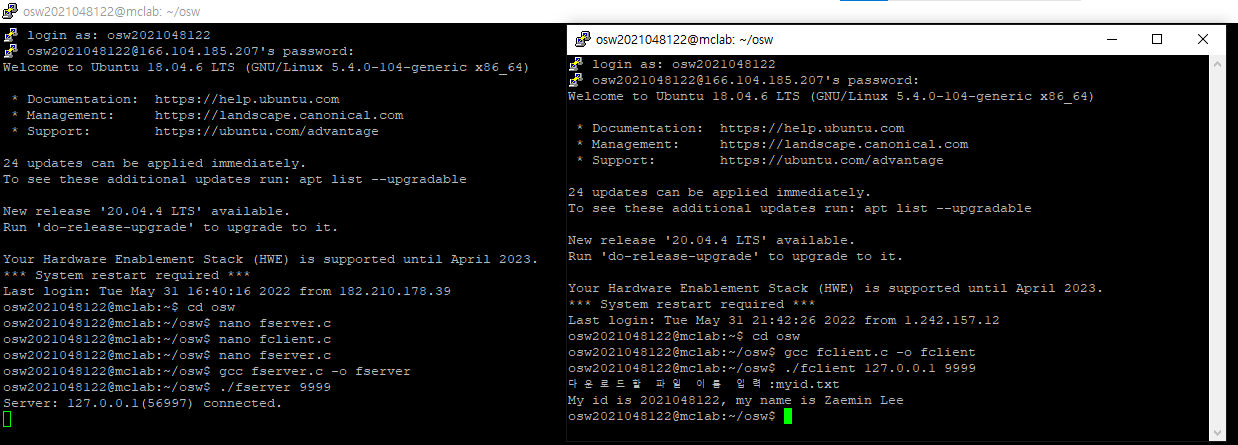 osw2021048122@mclab: ~/osw
login as: osw2021048122
osw2021048122@166.104.185.207's password:
Welcome to Ubuntu 18.04.6 LTS (GNU/Linux 5.4.0-104-generic x86_64)
* Documentation:  https://help.ubuntu.com
* Management:     https://landscape.canonical.com
* Support:        https://ubuntu.com/advantage
24 updates can be applied immediately.
To see these additional updates run: apt list --upgradable
New release '20.04.4 LTS' available.
Run 'do-release-upgrade' to upgrade to it.
Your Hardware Enablement Stack (HWE) is supported until April 2023.
*** System restart required ***
Last login: Tue May 31 16:40:16 2022 from 182.210.178.39
osw2021048122@mclab:~$ cd osw
osw2021048122@mclab:~/osw$ nano fserver.c
osw2021048122@mclab:~/osw$ nano fclient.c
osw2021048122@mclab:~/osw$ nano fserver.c
osw2021048122@mclab:~/osw$ gcc fserver.c -o fserver
osw2021048122@mclab:~/osw$ ./fserver 9999
Server: 127.0.0.1(56997) connected.
osw2021048122@mclab: ~/osw
login as: osw2021048122
osw2021048122@166.104.185.207's password:
Welcome to Ubuntu 18.04.6 LTS (GNU/Linux 5.4.0-104-generic x86_64)
* Documentation:  https://help.ubuntu.com
* Management:     https://landscape.canonical.com
* Support:        https://ubuntu.com/advantage
24 updates can be applied immediately.
To see these additional updates run: apt list --upgradable
New release '20.04.4 LTS' available.
Run 'do-release-upgrade' to upgrade to it.
Your Hardware Enablement Stack (HWE) is supported until April 2023.
*** System restart required ***
Last login: Tue May 31 21:42:26 2022 from 1.242.157.12
osw2021048122@mclab:~$ cd osw
osw2021048122@mclab:~/osw$ gcc fclient.c -o fclient
osw2021048122@mclab:~/osw$ ./fclient 127.0.0.1 9999
다운로드할 파일 이름 입력 :myid.txt
My id is 2021048122, my name is Zaemin Lee
osw2021048122@mclab:~/osw$